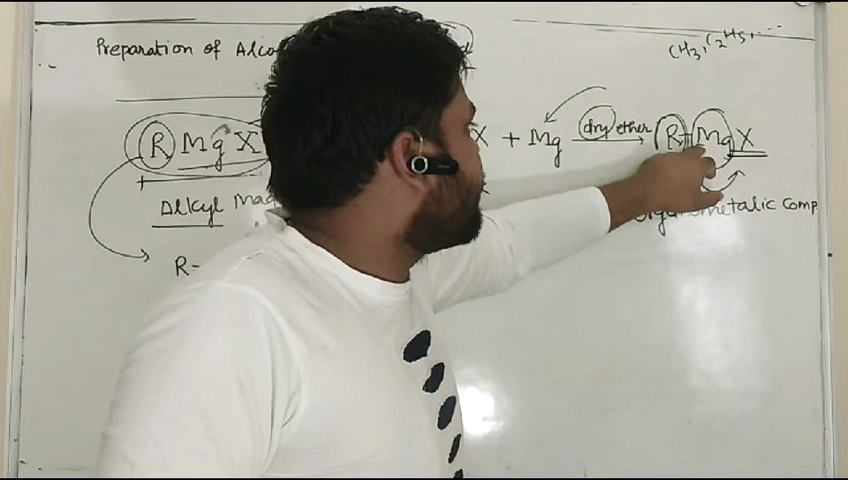 Preparation of Alco
CH3, C2H5, ...
R Mg X
X + Mg dry ether R-Mg X
Alkyl Mag
organometalic Comp
R-